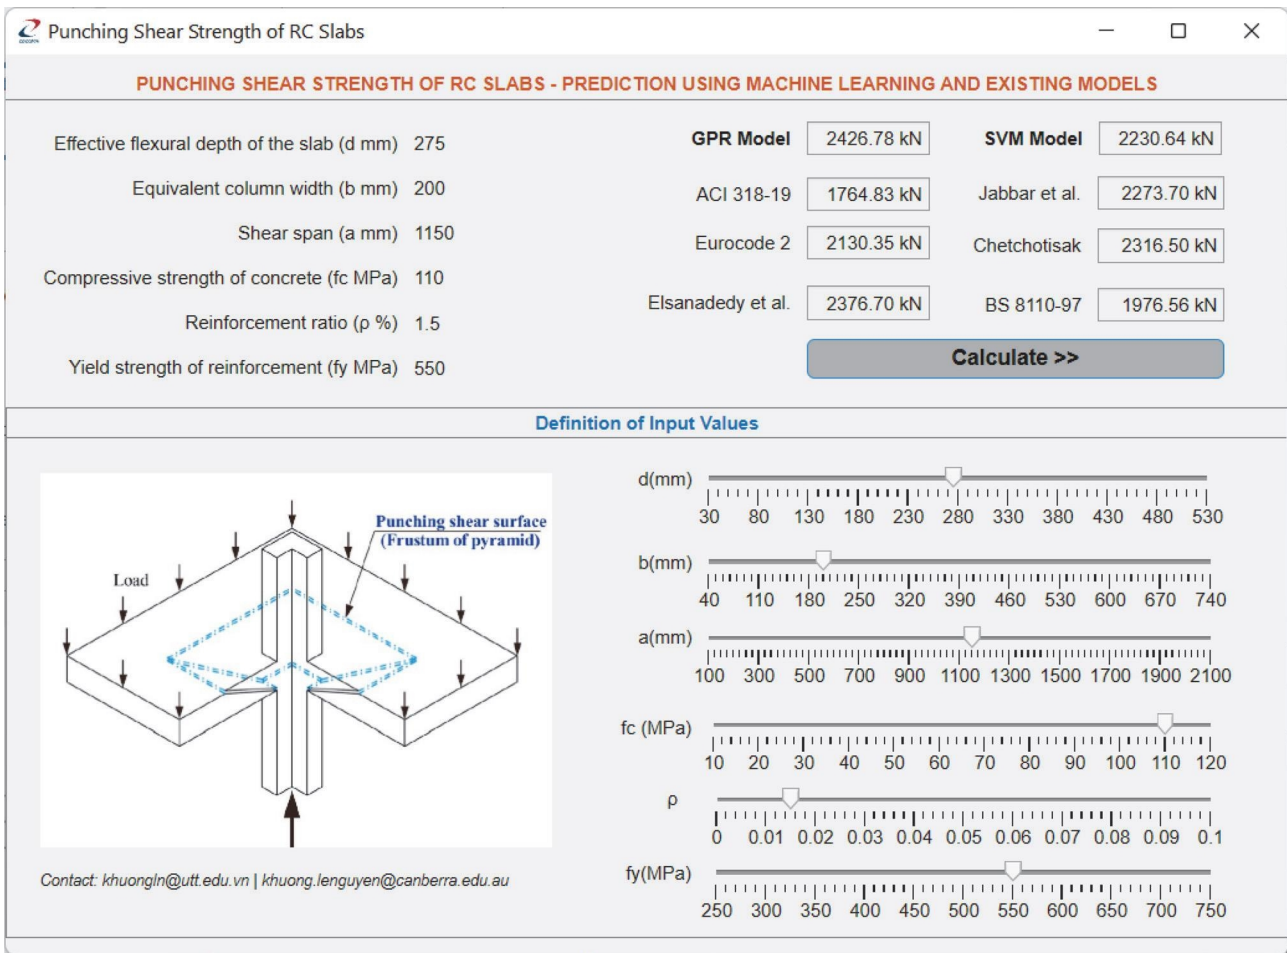 Punching Shear Strength of RC Slabs
PUNCHING SHEAR STRENGTH OF RC SLABS - PREDICTION USING MACHINE LEARNING AND EXISTING MODELS
Effective flexural depth of the slab (d mm) 275
Equivalent column width (b mm) 200
Shear span (a mm) 1150
Compressive strength of concrete (fc MPa) 110
Reinforcement ratio (ρ %) 1.5
Yield strength of reinforcement (fy MPa) 550
GPR Model 2426.78 kN SVM Model 2230.64 kN
ACI 318-19 1764.83 kN Jabbar et al. 2273.70 kN
Eurocode 2 2130.35 kN Chetchotisak 2316.50 kN
Elsanadedy et al. 2376.70 kN BS 8110-97 1976.56 kN
Calculate >>
Definition of Input Values
Punching shear surface
(Frustum of pyramid)
Load
Contact: khuongln@utt.edu.vn | khuong.lenguyen@canberra.edu.au
d(mm)
30 80 130 180 230 280 330 380 430 480 530
b(mm)
40 110 180 250 320 390 460 530 600 670 740
a(mm)
100 300 500 700 900 1100 1300 1500 1700 1900 2100
fc (MPa)
10 20 30 40 50 60 70 80 90 100 110 120
ρ
0 0.01 0.02 0.03 0.04 0.05 0.06 0.07 0.08 0.09 0.1
fy(MPa)
250 300 350 400 450 500 550 600 650 700 750